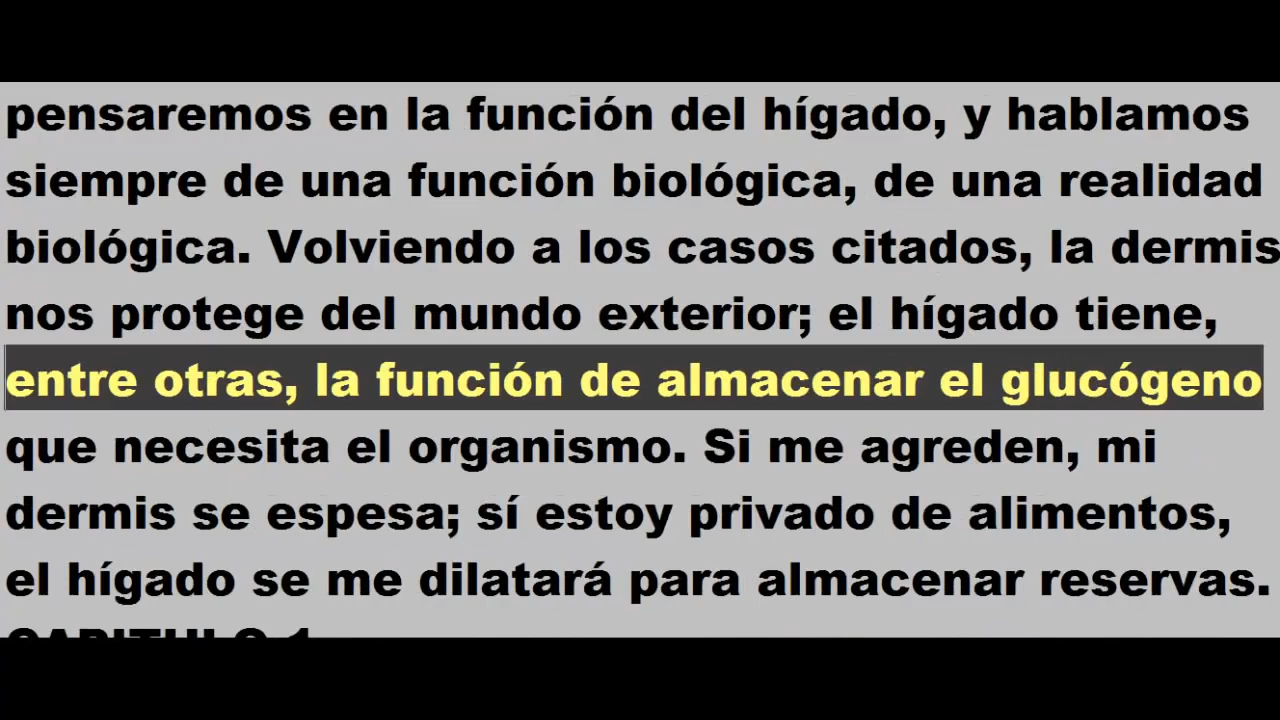 pensaremos en la función del hígado, y hablamos
siempre de una función biológica, de una realidad
biológica. Volviendo a los casos citados, la dermis
nos protege del mundo exterior; el hígado tiene,
entre otras, la función de almacenar el glucógeno
que necesita el organismo. Si me agreden, mi
dermis se espesa; sí estoy privado de alimentos,
el hígado se me dilatará para almacenar reservas.
CAPITULO 1